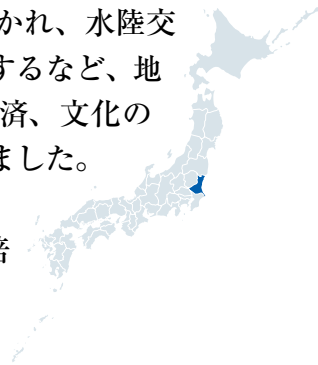 かれ、水陸交
するなど、地
済、文化の
ました。